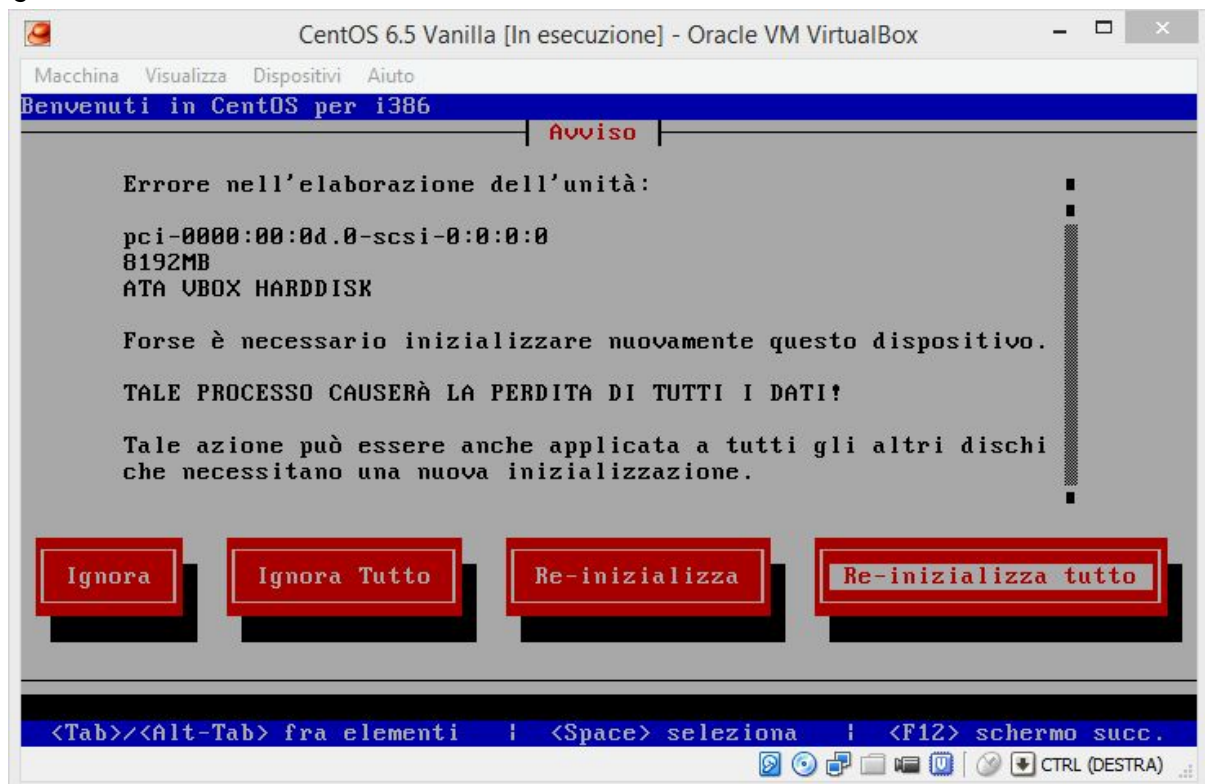 CentOS 6.5 Vanilla [In esecuzione] - Oracle VM VirtualBox
Macchina Visualizza Dispositivi Aiuto
Benvenuti in CentOS per i386
Avviso
Errore nell'elaborazione dell'unità:
pci-0000:00:0d.0-scsi-0:0:0:0
8192MB
ATA VBOX HARDDISK
Forse è necessario inizializzare nuovamente questo dispositivo.
TALE PROCESSO CAUSERÀ LA PERDITA DI TUTTI I DATI!
Tale azione può essere anche applicata a tutti gli altri dischi
che necessitano una nuova inizializzazione.
Ignora Ignora Tutto Re-inizializza Re-inizializza tutto
<Tab>/<Alt-Tab> fra elementi | <Space> seleziona | <F12> schermo succ.
CTRL (DESTRA)